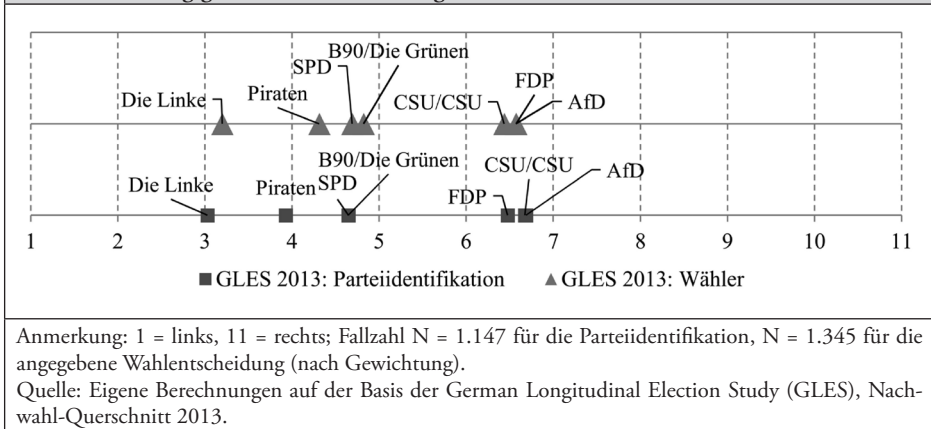 B90/Die Grünen
SPD
FDP
Die Linke
Piraten
CSU/CSU
AfD
B90/Die Grünen
CSU/CSU
Die Linke
Piraten
SPD
FDP
AfD
1 2 3 4 5 6 7 8 9 10 11
GLES 2013: Parteiidentifikation GLES 2013: Wähler
Anmerkung: 1 = links, 11 = rechts; Fallzahl N = 1.147 für die Parteiidentifikation, N = 1.345 für die
angegebene Wahlentscheidung (nach Gewichtung).
Quelle: Eigene Berechnungen auf der Basis der German Longitudinal Election Study (GLES), Nach-
wahl-Querschnitt 2013.